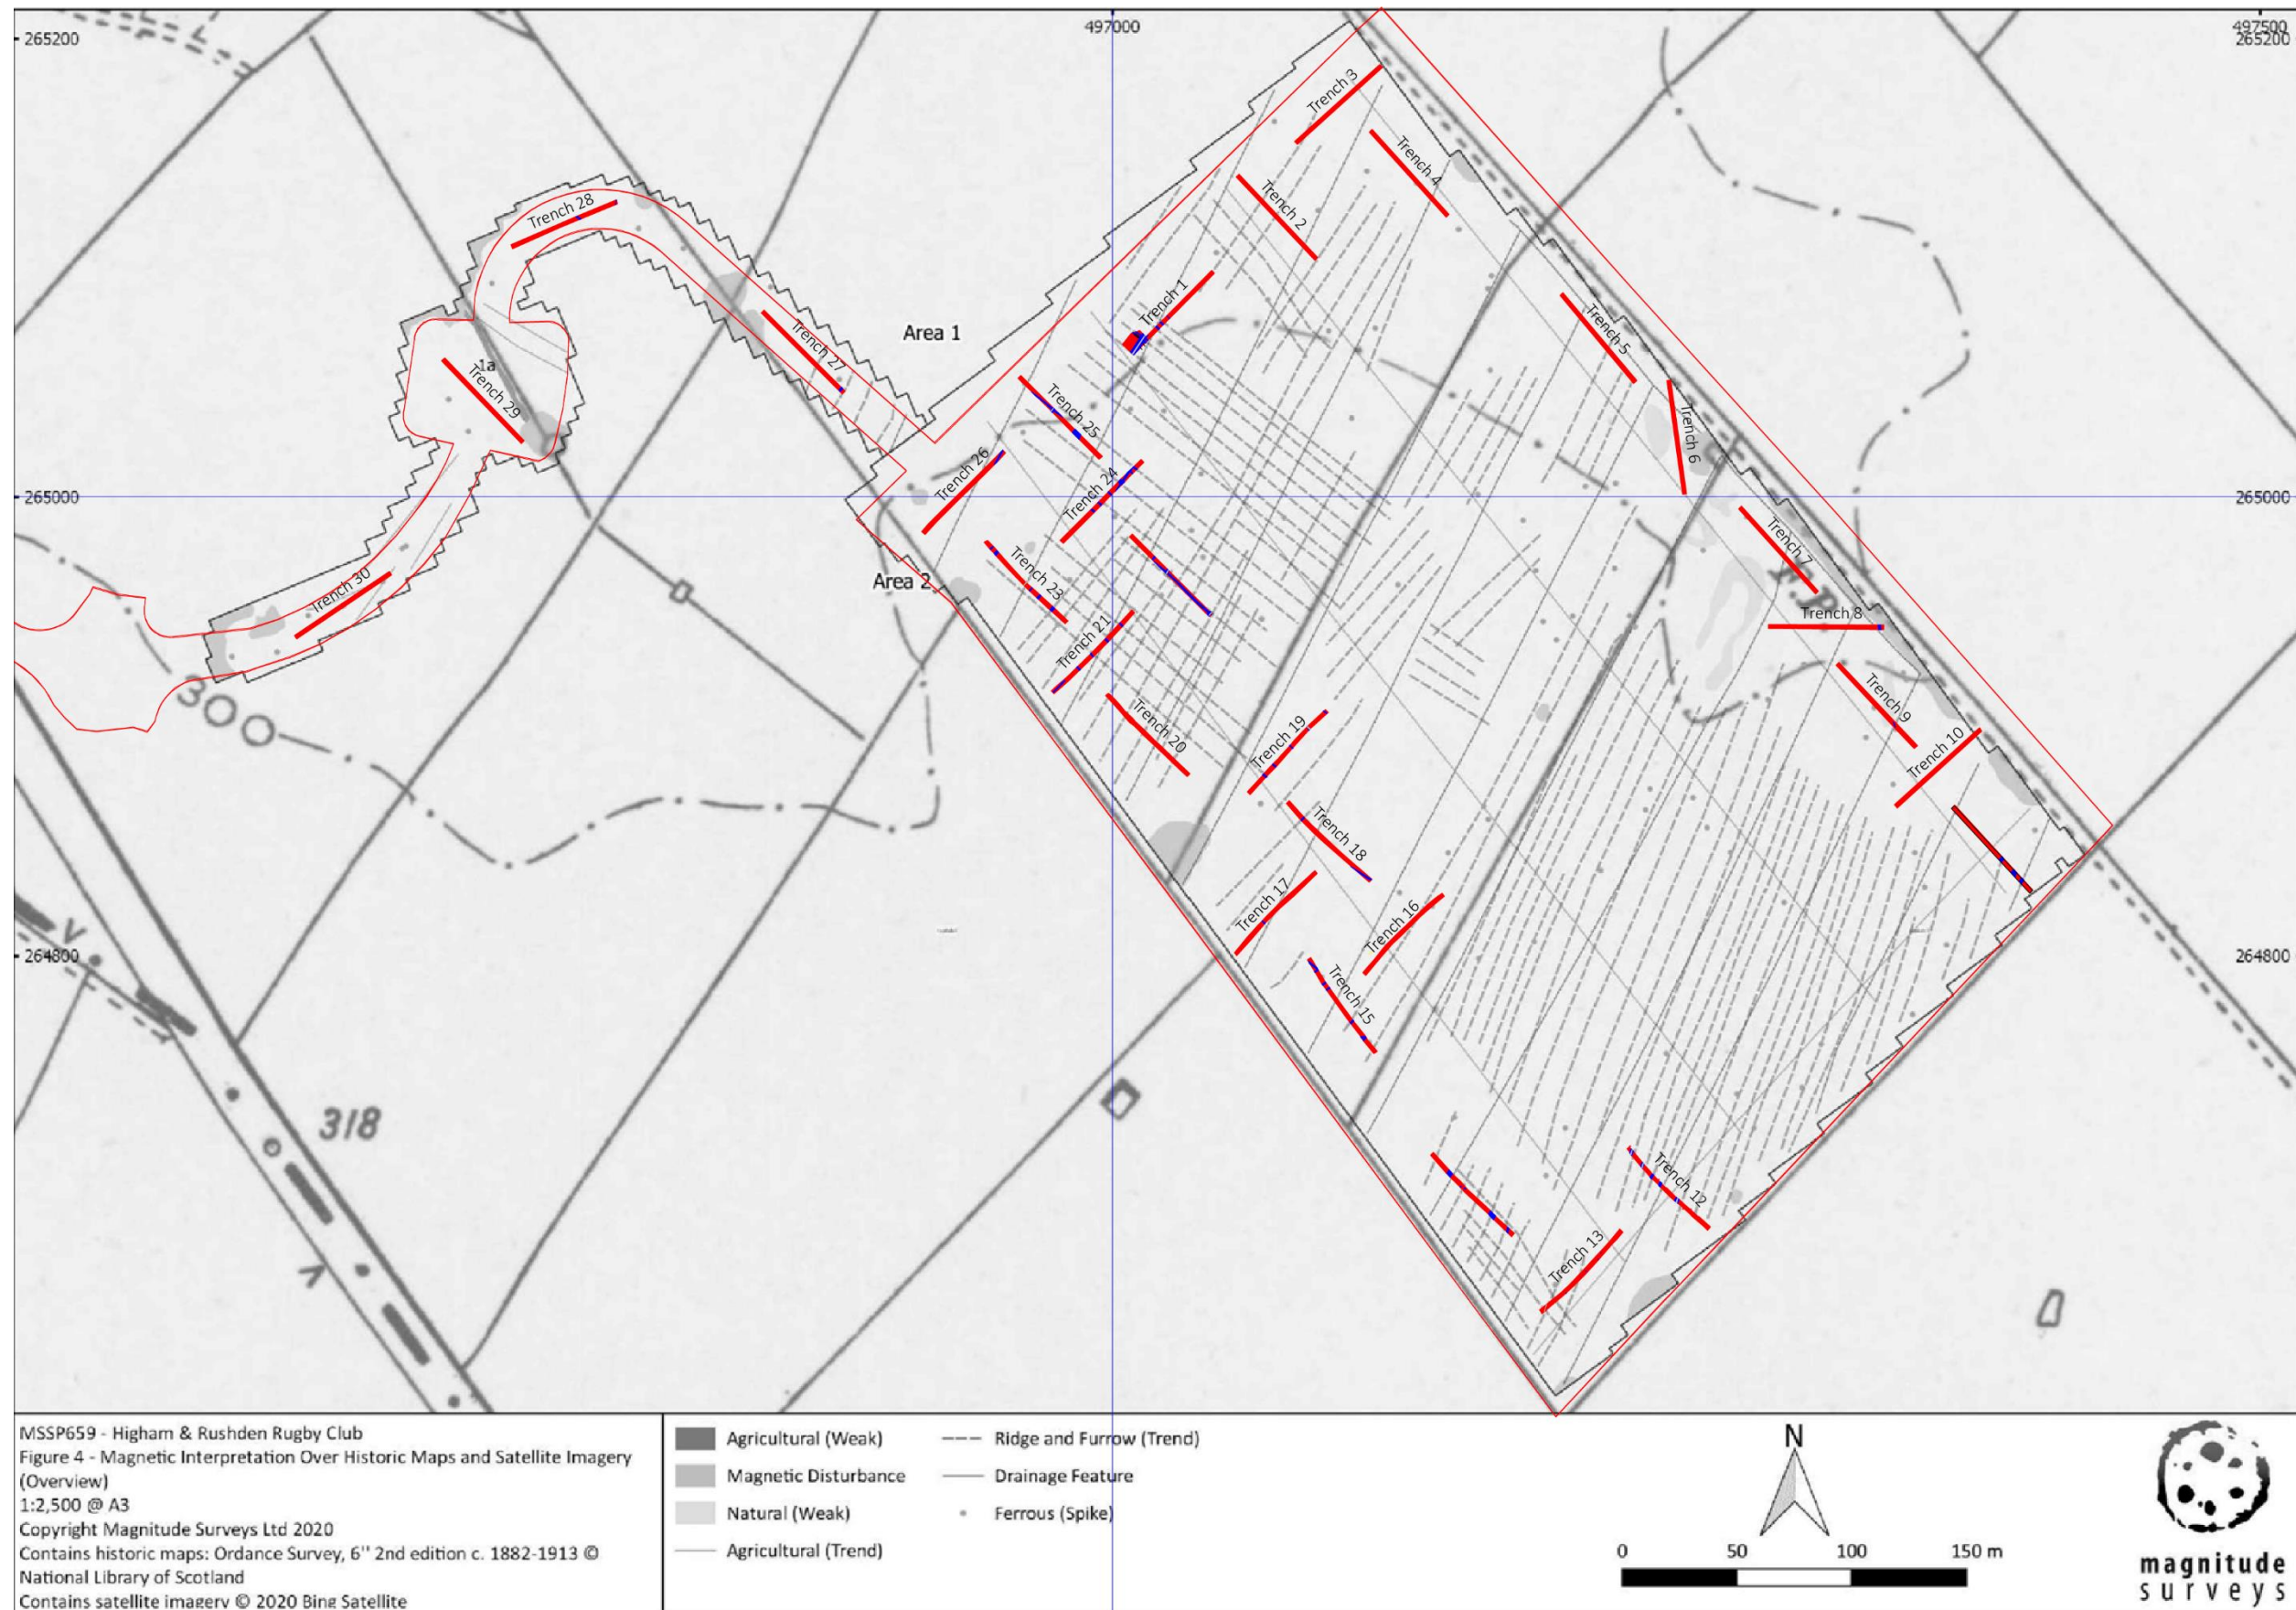 497000
497500
265200
265200
Trench 3
Trench 4
Trench 28
Trench 2
Trench 1
Area 1
Trench 5
Trench 27
1a
Trench 29
Trench 25
Trench 6
Trench 26
Trench 24
265000
265000
Trench 7
F.P.
Area 2
Trench 23
Trench 30
Trench 8
Trench 21
300
Trench 9
Trench 20
Trench 19
Trench 10
Trench 18
Trench 17
Trench 16
264800
264800
Trench 15
318
Trench 12
Trench 13
MSSP659 - Higham & Rushden Rugby Club
Figure 4 - Magnetic Interpretation Over Historic Maps and Satellite Imagery
(Overview)
1:2,500 @ A3
Copyright Magnitude Surveys Ltd 2020
Contains historic maps: Ordance Survey, 6" 2nd edition c. 1882-1913 ©
National Library of Scotland
Contains satellite imagery © 2020 Bing Satellite
Agricultural (Weak)
Magnetic Disturbance
Natural (Weak)
Agricultural (Trend)
Ridge and Furrow (Trend)
Drainage Feature
Ferrous (Spike)
N
0 50 100 150 m
magnitude
surveys